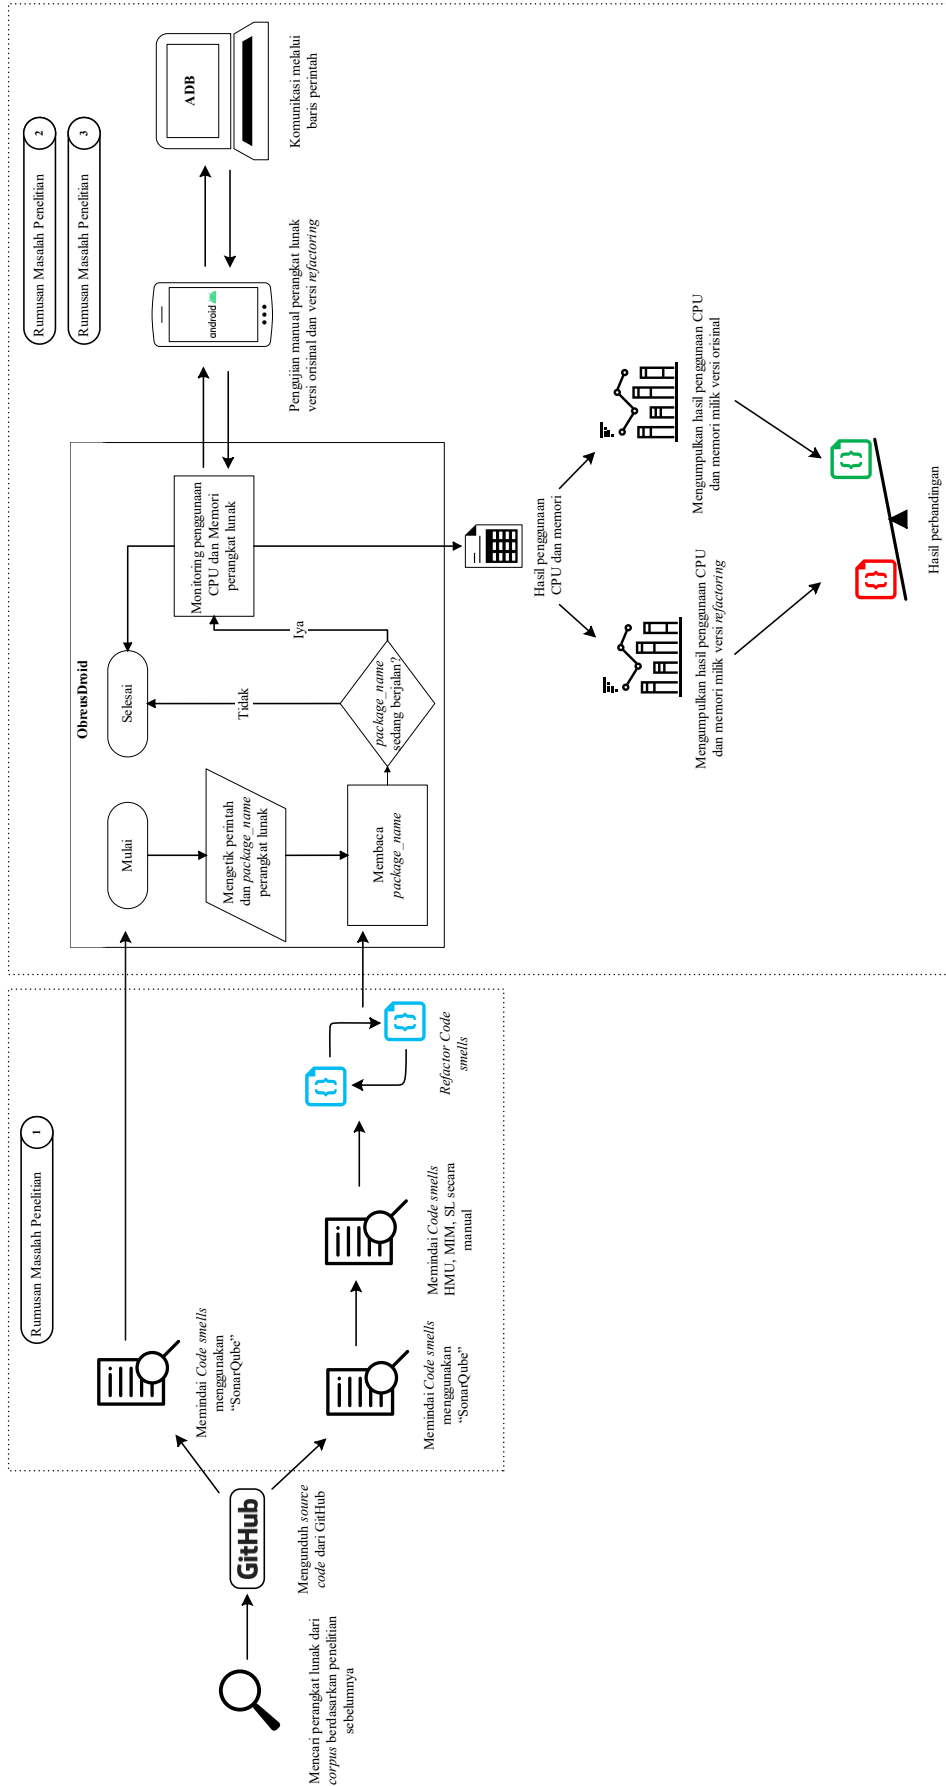 Mencari perangkat lunak dari
corpus berdasarkan penelitian
sebelumnya
GitHub
Mengunduh source
code dari GitHub
Rumusan Masalah Penelitian
1
Memindai Code smells
menggunakan
“SonarQube”
Memindai Code smells
menggunakan
“SonarQube”
Memindai Code smells
HMU, MIM, SL secara
manual
Refactor Code
smells
Rumusan Masalah Penelitian
2
Rumusan Masalah Penelitian
3
ObreusDroid
Mulai
Mengetik perintah
dan package_name
perangkat lunak
Membaca
package_name
package_name
sedang berjalan?
Tidak
Iya
Selesai
Monitoring penggunaan
CPU dan Memori
perangkat lunak
android
Pengujian manual perangkat lunak
versi orisinal dan versi refactoring
ADB
Komunikasi melalui
baris perintah
Hasil penggunaan
CPU dan memori
Mengumpulkan hasil penggunaan CPU
dan memori milik versi refactoring
Mengumpulkan hasil penggunaan CPU
dan memori milik versi orisinal
Hasil perbandingan